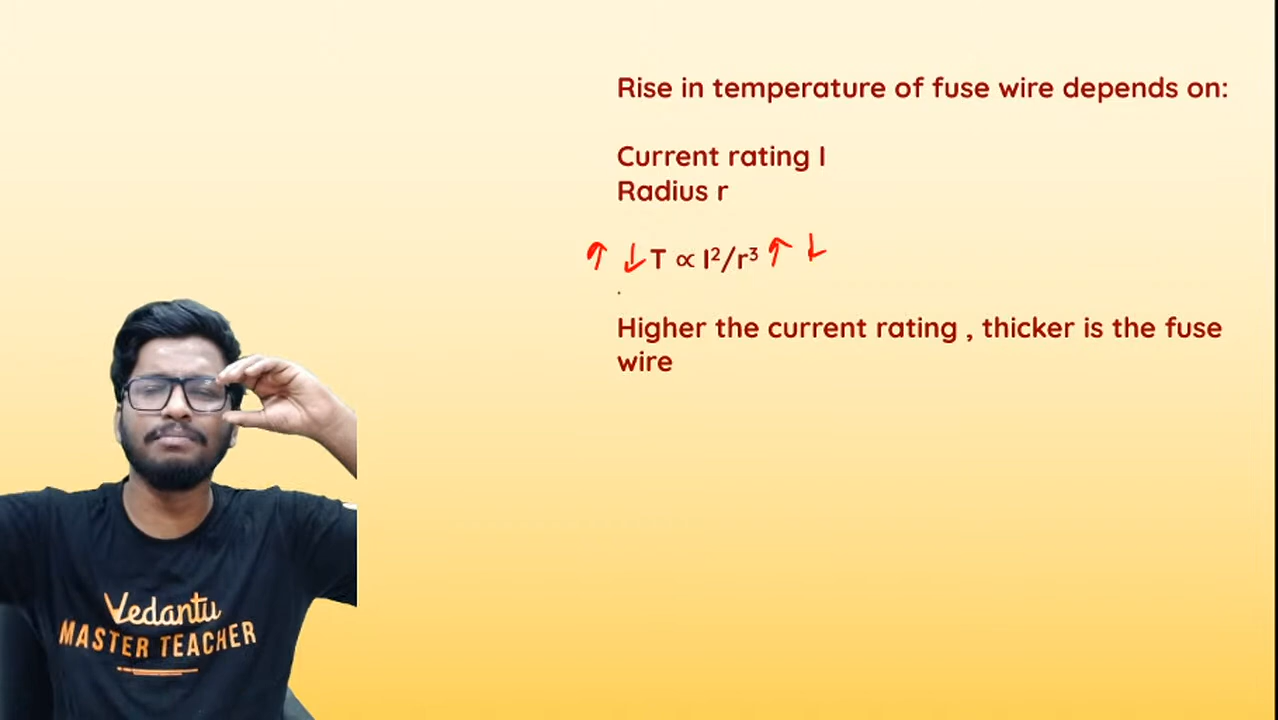 Rise in temperature of fuse wire depends on:
Current rating I
Radius r
↑ ↓ T ∝ I²/r³ ↑ ↓
Higher the current rating , thicker is the fuse
wire
Vedantu
MASTER TEACHER